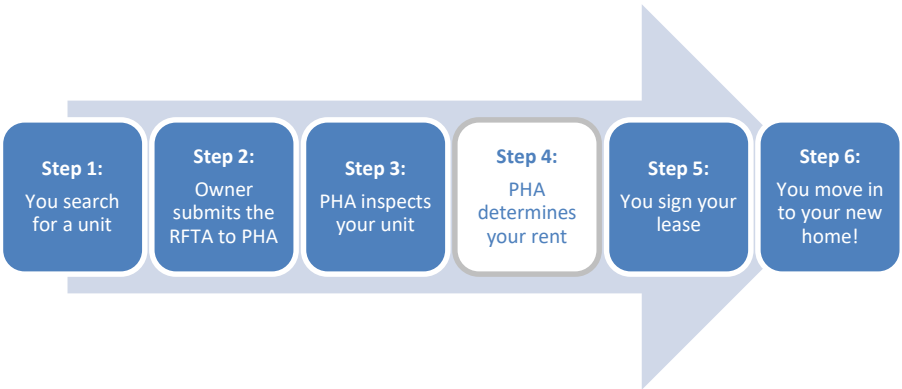 Step 1:
You search
for a unit
Step 2:
Owner
submits the
RFTA to PHA
Step 3:
PHA inspects
your unit
Step 4:
PHA
determines
your rent
Step 5:
You sign your
lease
Step 6:
You move in
to your new
home!